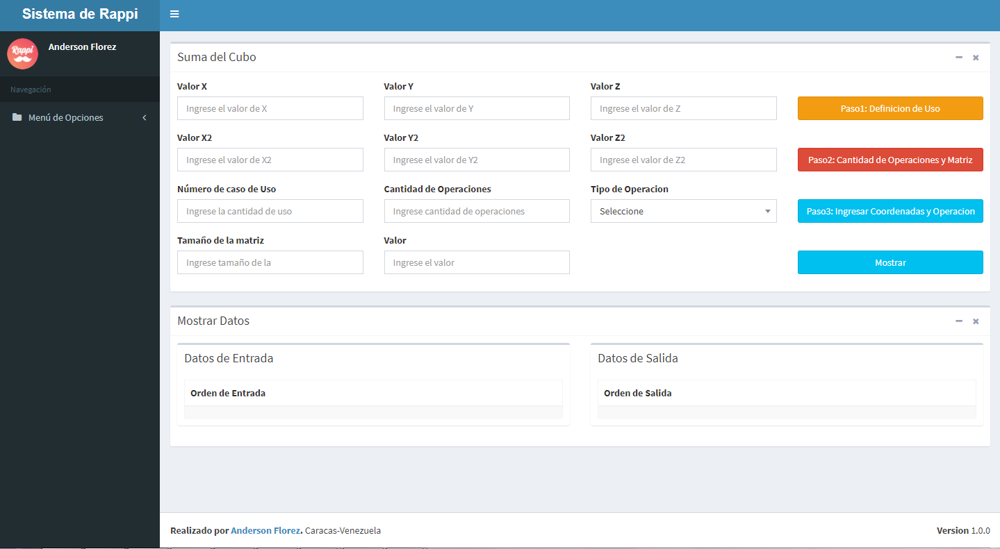 Sistema de Rappi
Rappi
Anderson Florez
Navegación
Menú de Opciones
Suma del Cubo
Valor X
Valor Y
Valor Z
Ingrese el valor de X
Ingrese el valor de Y
Ingrese el valor de Z
Paso1: Definicion de Uso
Valor X2
Valor Y2
Valor Z2
Ingrese el valor de X2
Ingrese el valor de Y2
Ingrese el valor de Z2
Paso2: Cantidad de Operaciones y Matriz
Número de caso de Uso
Cantidad de Operaciones
Tipo de Operacion
Ingrese la cantidad de uso
Ingrese cantidad de operaciones
Seleccione
Paso3: Ingresar Coordenadas y Operacion
Tamaño de la matriz
Valor
Ingrese tamaño de la
Ingrese el valor
Mostrar
Mostrar Datos
Datos de Entrada
Datos de Salida
Orden de Entrada
Orden de Salida
Realizado por Anderson Florez. Caracas-Venezuela
Version 1.0.0